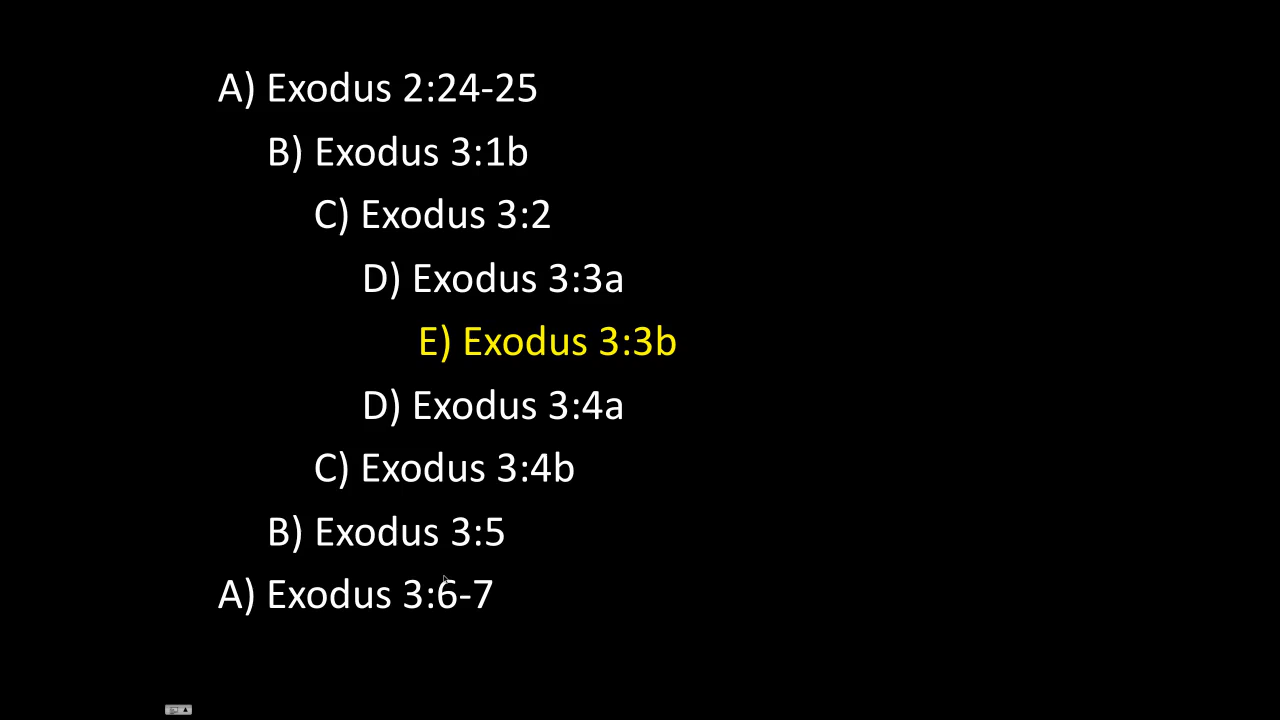 A) Exodus 2:24-25
B) Exodus 3:1b
C) Exodus 3:2
D) Exodus 3:3a
E) Exodus 3:3b
D) Exodus 3:4a
C) Exodus 3:4b
B) Exodus 3:5
A) Exodus 3:6-7